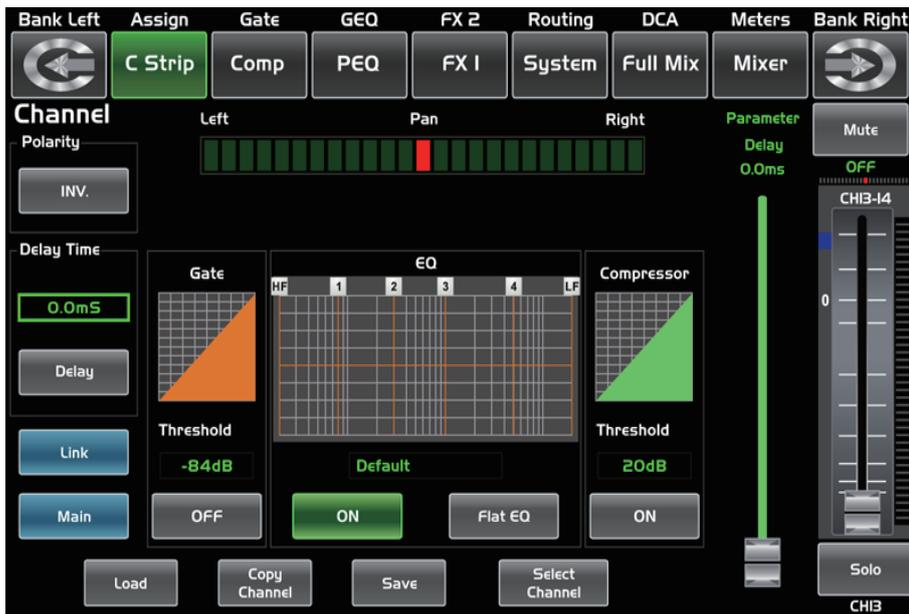 Bank Left Assign Gate GEQ FX 2 Routing DCA Meters Bank Right
C Strip Comp PEQ FX 1 System Full Mix Mixer
Channel
Left Pan Right
Parameter
Delay
0.0ms
Mute
OFF
CH13-14
Polarity
INV.
Delay Time
0.0mS
Delay
Link
Main
Gate
Threshold
-84dB
OFF
EQ
HF 1 2 3 4 LF
Default
ON Flat EQ
Compressor
Threshold
20dB
ON
0
Load
Copy
Channel
Save
Select
Channel
Solo
CH13